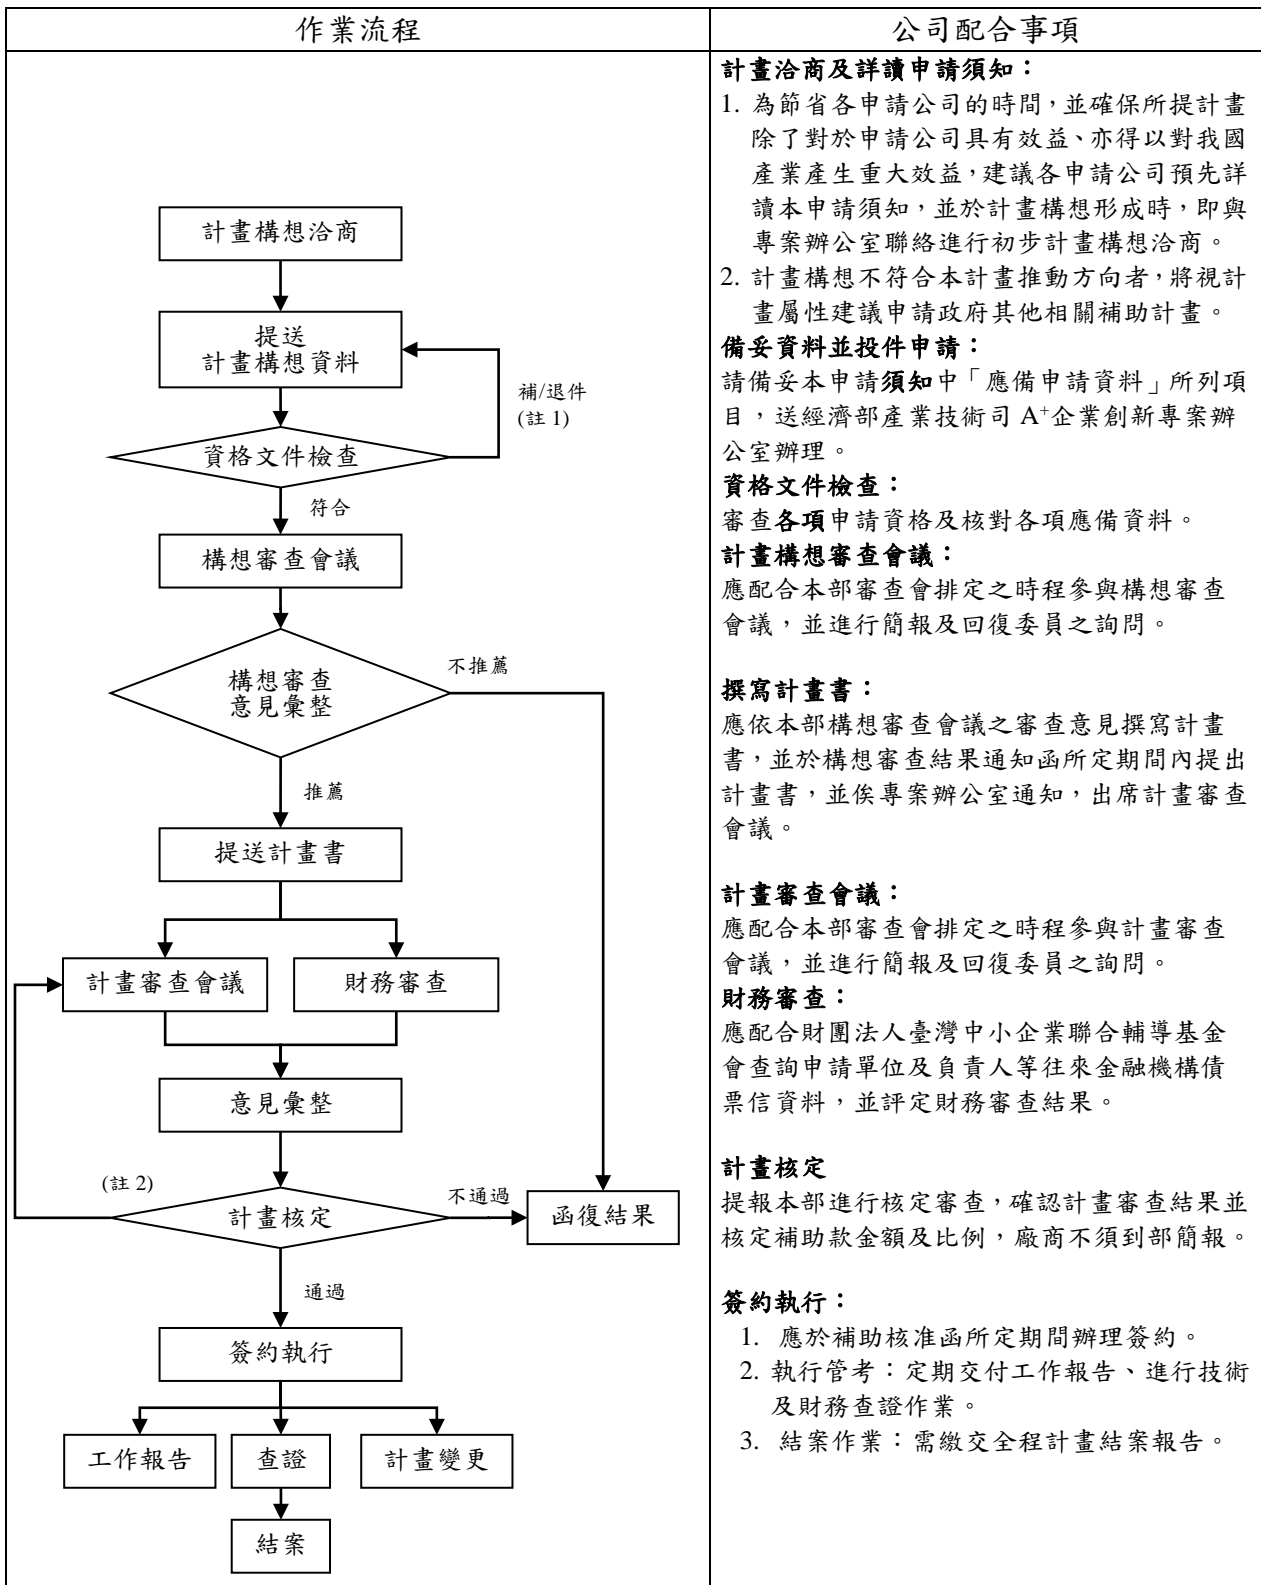 作業流程
公司配合事項
計畫構想洽商
提送
計畫構想資料
補/退件
(註 1)
資格文件檢查
符合
構想審查會議
構想審查
意見彙整
不推薦
推薦
提送計畫書
計畫審查會議
財務審查
意見彙整
(註 2)
計畫核定
不通過
函復結果
通過
簽約執行
工作報告
查證
計畫變更
結案
計畫洽商及詳讀申請須知：
1. 為節省各申請公司的時間，並確保所提計畫
除了對於申請公司具有效益、亦得以對我國
產業產生重大效益，建議各申請公司預先詳
讀本申請須知，並於計畫構想形成時，即與
專案辦公室聯絡進行初步計畫構想洽商。
2. 計畫構想不符合本計畫推動方向者，將視計
畫屬性建議申請政府其他相關補助計畫。
備妥資料並投件申請：
請備妥本申請須知中「應備申請資料」所列項
目，送經濟部產業技術司 A⁺企業創新專案辦
公室辦理。
資格文件檢查：
審查各項申請資格及核對各項應備資料。
計畫構想審查會議：
應配合本部審查會排定之時程參與構想審查
會議，並進行簡報及回復委員之詢問。
撰寫計畫書：
應依本部構想審查會議之審查意見撰寫計畫
書，並於構想審查結果通知函所定期間內提出
計畫書，並俟專案辦公室通知，出席計畫審查
會議。
計畫審查會議：
應配合本部審查會排定之時程參與計畫審查
會議，並進行簡報及回復委員之詢問。
財務審查：
應配合財團法人臺灣中小企業聯合輔導基金
會查詢申請單位及負責人等往來金融機構債
票信資料，並評定財務審查結果。
計畫核定
提報本部進行核定審查，確認計畫審查結果並
核定補助款金額及比例，廠商不須到部簡報。
簽約執行：
1. 應於補助核准函所定期間辦理簽約。
2. 執行管考：定期交付工作報告、進行技術
及財務查證作業。
3. 結案作業：需繳交全程計畫結案報告。